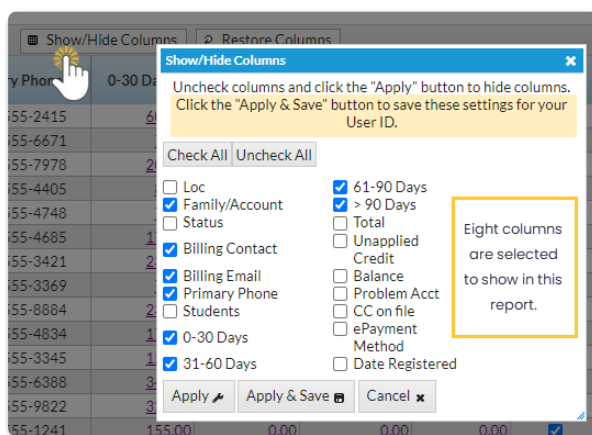 Show/Hide Columns
Restore Columns
Show/Hide Columns
Uncheck columns and click the "Apply" button to hide columns.
Click the "Apply & Save" button to save these settings for your
User ID.
Check All Uncheck All
Loc
Family/Account
Status
Billing Contact
Billing Email
Primary Phone
Students
0-30 Days
31-60 Days
61-90 Days
> 90 Days
Total
Unapplied
Credit
Balance
Problem Acct
CC on file
ePayment
Method
Date Registered
Eight columns
are selected
to show in this
report.
Apply
Apply & Save
Cancel
0-30 Da
555-2415
555-6671
555-7978
555-4405
555-4748
555-4685
555-3421
555-3369
555-8884
555-4834
555-3345
555-6388
555-9822
555-1241 155.00 0.00 0.00 0.00